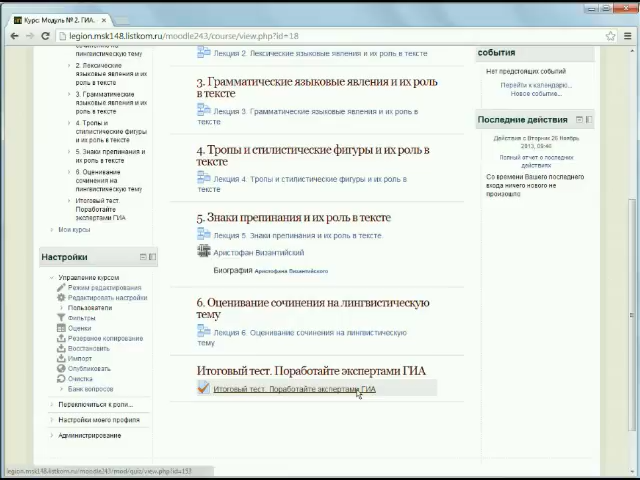 Курс: Модуль № 2. ГИА.
legion.msk148.listkom.ru/moodle243/course/view.php?id=18
лингвистическую
тему
2. Лексические
языковые явления и их
роль в тексте
3. Грамматические
языковые явления и их
роль в тексте
4. Тропы и
стилистические фигуры
и их роль в тексте
5. Знаки препинания и
их роль в тексте
6. Оценивание
сочинения на
лингвистическую тему
Итоговый тест.
Поработайте
экспертами ГИА
Мои курсы
Настройки
Управление курсом
Режим редактирования
Редактировать настройки
Пользователи
Фильтры
Оценки
Резервное копирование
Восстановить
Импорт
Опубликовать
Очистка
Банк вопросов
Переключиться к роли...
Настройки моего профиля
Администрирование
Лекция 2. Лексические языковые явления и их роль в тексте
3. Грамматические языковые явления и их роль
в тексте
Лекция 3. Грамматические языковые явления и их роль в
тексте
4. Тропы и стилистические фигуры и их роль в
тексте
Лекция 4. Тропы и стилистические фигуры и их роль в
тексте
5. Знаки препинания и их роль в тексте
Лекция 5. Знаки препинания и их роль в тексте
Аристофан Византийский
Биография Аристофана Византийского
6. Оценивание сочинения на лингвистическую
тему
Лекция 6. Оценивание сочинения на лингвистическую
тему
Итоговый тест. Поработайте экспертами ГИА
Итоговый тест. Поработайте экспертами ГИА
события
Нет предстоящих событий
Перейти к календарю...
Новое событие...
Последние действия
Действия с Вторник 26 Ноябрь
2013, 09:46
Полный отчет о последних
действиях
Со времени Вашего последнего
входа ничего нового не
произошло
legion.msk148.listkom.ru/moodle243/mod/quiz/view.php?id=153